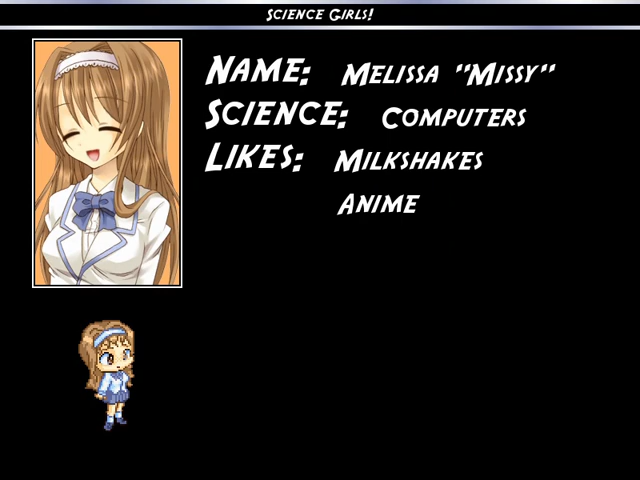 Science Girls!
Name: Melissa "Missy"
Science: Computers
Likes: Milkshakes
Anime